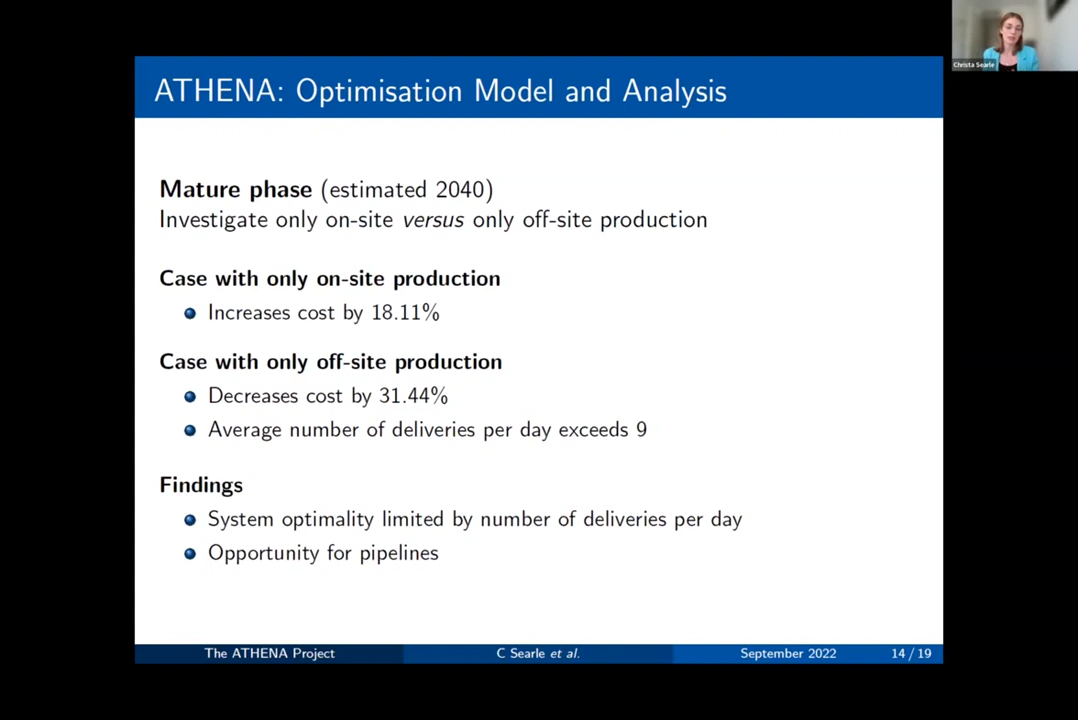 Christa Searle
ATHENA: Optimisation Model and Analysis
Mature phase (estimated 2040)
Investigate only on-site versus only off-site production
Case with only on-site production
Increases cost by 18.11%
Case with only off-site production
Decreases cost by 31.44%
Average number of deliveries per day exceeds 9
Findings
System optimality limited by number of deliveries per day
Opportunity for pipelines
The ATHENA Project
C Searle et al.
September 2022
14 / 19